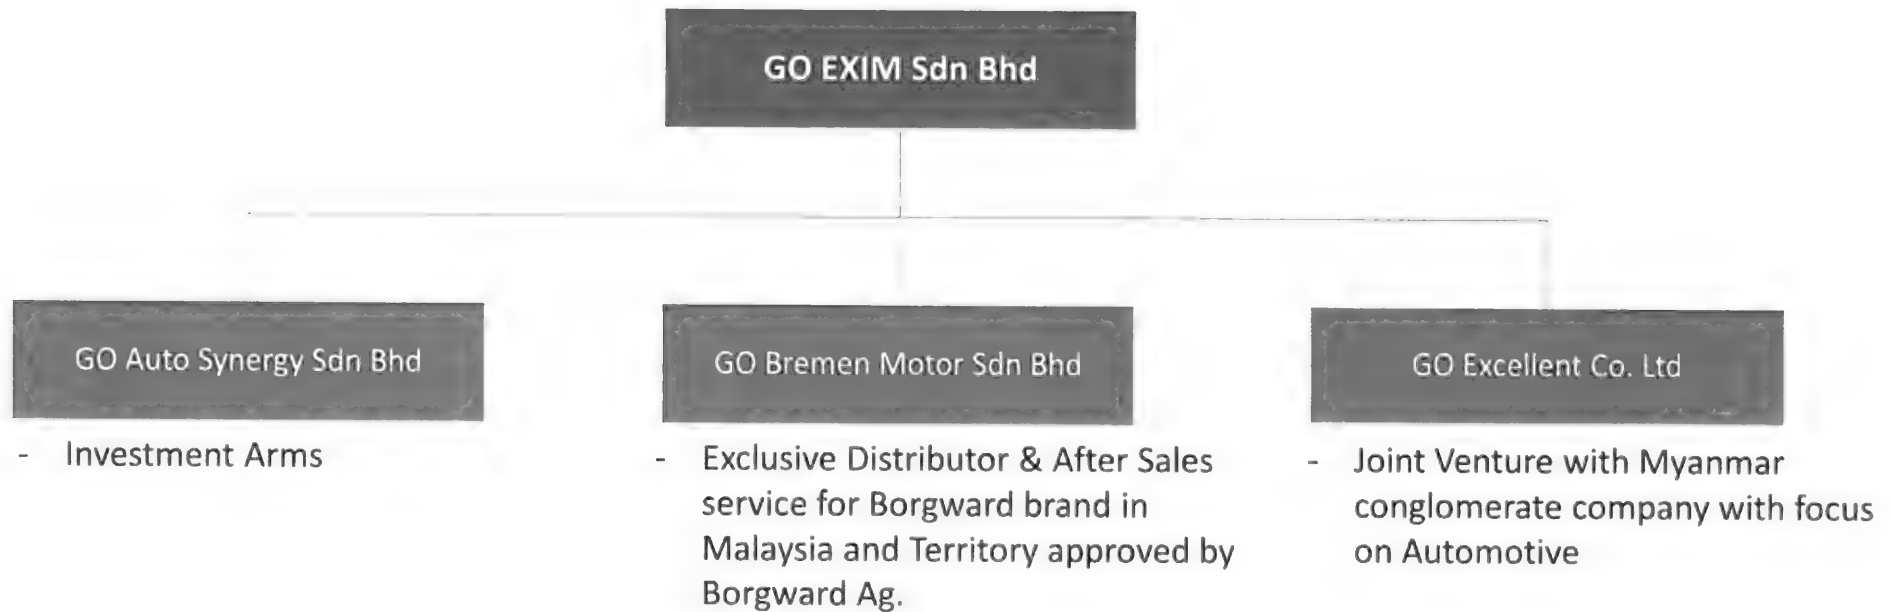 GO EXIM Sdn Bhd
GO Auto Synergy Sdn Bhd
- Investment Arms
GO Bremen Motor Sdn Bhd
- Exclusive Distributor & After Sales
service for Borgward brand in
Malaysia and Territory approved by
Borgward Ag.
GO Excellent Co. Ltd
- Joint Venture with Myanmar
conglomerate company with focus
on Automotive